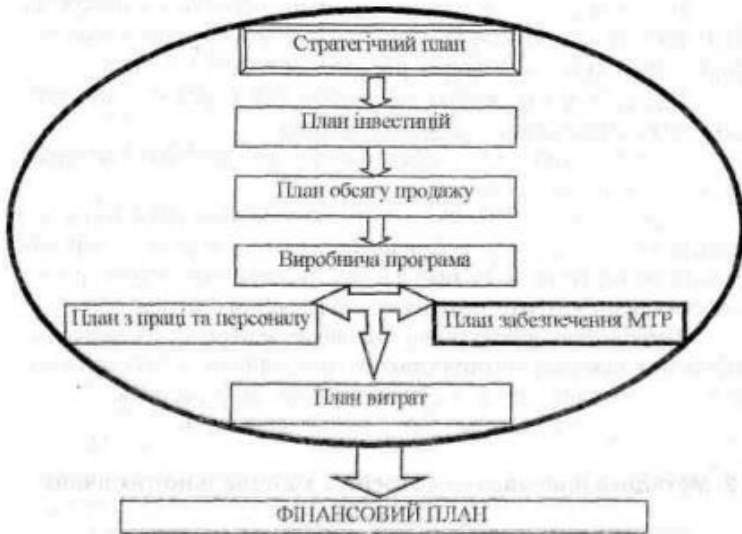 Стратегічний план
План інвестицій
План обсягу продажу
Виробнича програма
План з праці та персоналу
План забезпечення МТР
План витрат
ФІНАНСОВИЙ ПЛАН